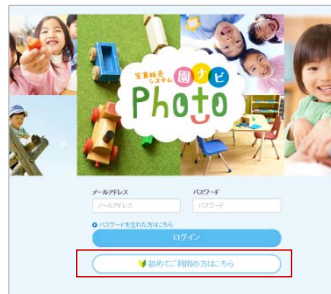 写真販売
システム
園ナビ
Photo
メールアドレス
パスワード
メールアドレス
パスワード
パスワードを忘れた方はこちら
ログイン
初めてご利用の方はこちら